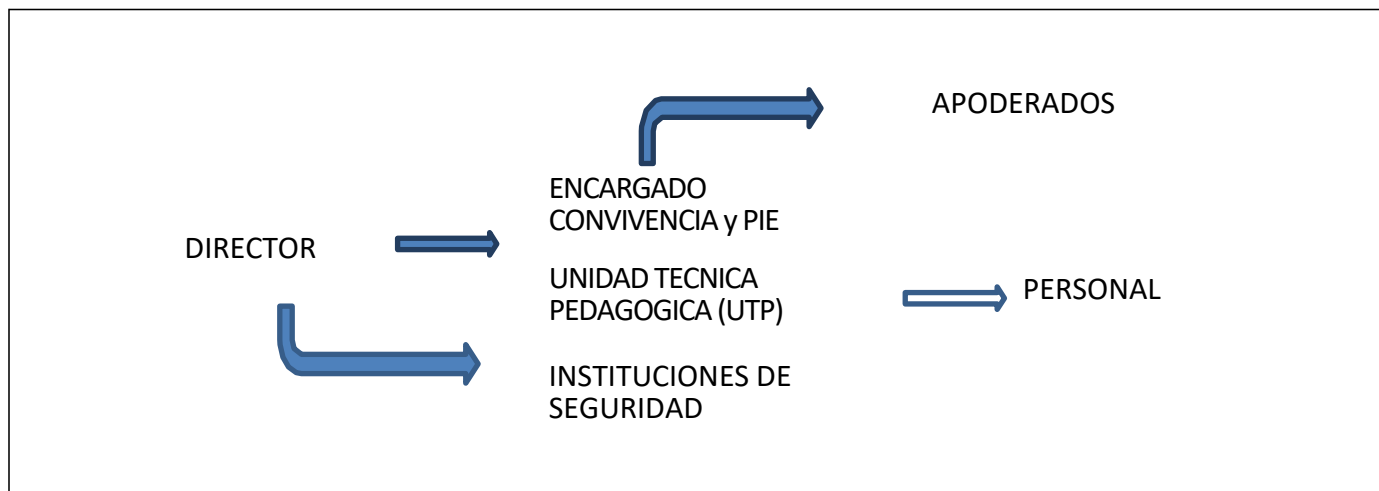 APODERADOS
ENCARGADO
CONVIVENCIA y PIE
DIRECTOR
UNIDAD TECNICA
PEDAGOGICA (UTP)
PERSONAL
INSTITUCIONES DE
SEGURIDAD